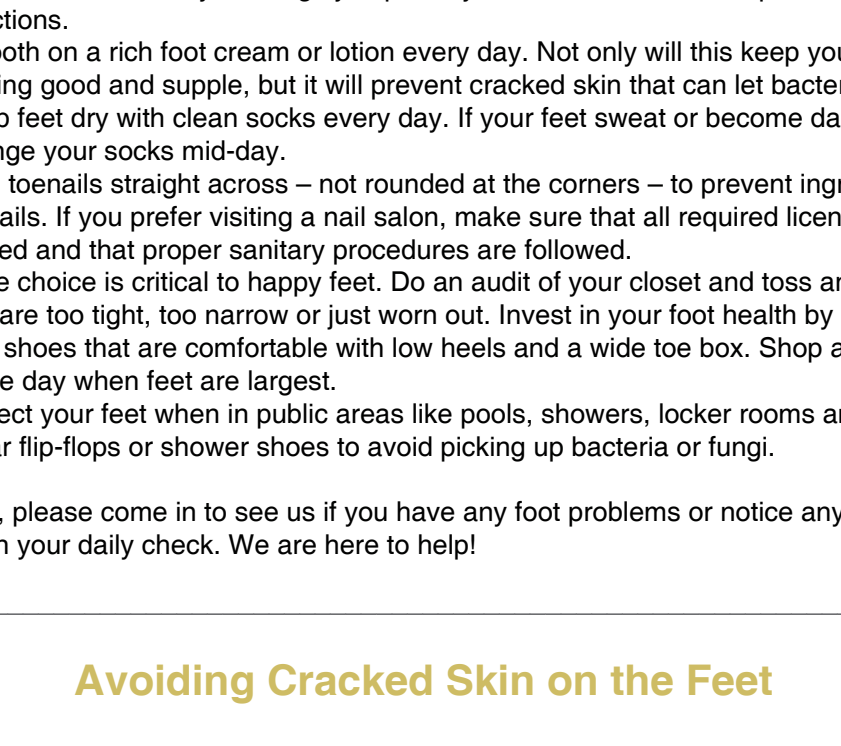 ctions.
ooth on a rich foot cream or lotion every day. Not only will this keep you
ing good and supple, but it will prevent cracked skin that can let bacter
p feet dry with clean socks every day. If your feet sweat or become da
nge your socks mid-day.
toenails straight across – not rounded at the corners – to prevent ingr
ails. If you prefer visiting a nail salon, make sure that all required licen
ed and that proper sanitary procedures are followed.
e choice is critical to happy feet. Do an audit of your closet and toss an
are too tight, too narrow or just worn out. Invest in your foot health by
shoes that are comfortable with low heels and a wide toe box. Shop a
e day when feet are largest.
ect your feet when in public areas like pools, showers, locker rooms an
ar flip-flops or shower shoes to avoid picking up bacteria or fungi.
, please come in to see us if you have any foot problems or notice any
n your daily check. We are here to help!
Avoiding Cracked Skin on the Feet